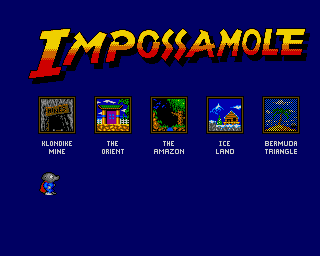 IMPOSSAMOLE
KLONDIKE
MINE
THE
ORIENT
THE
AMAZON
ICE
LAND
BERMUDA
TRIANGLE